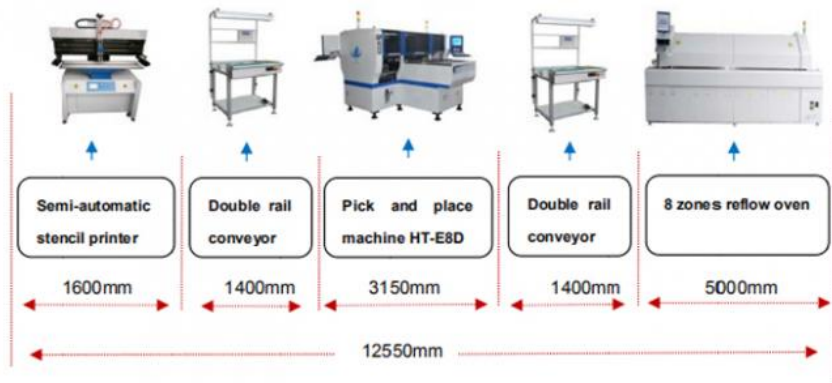 Semi-automatic
stencil printer
Double rail
conveyor
Pick and place
machine HT-E8D
Double rail
conveyor
8 zones reflow oven
1600mm
1400mm
3150mm
1400mm
5000mm
12550mm